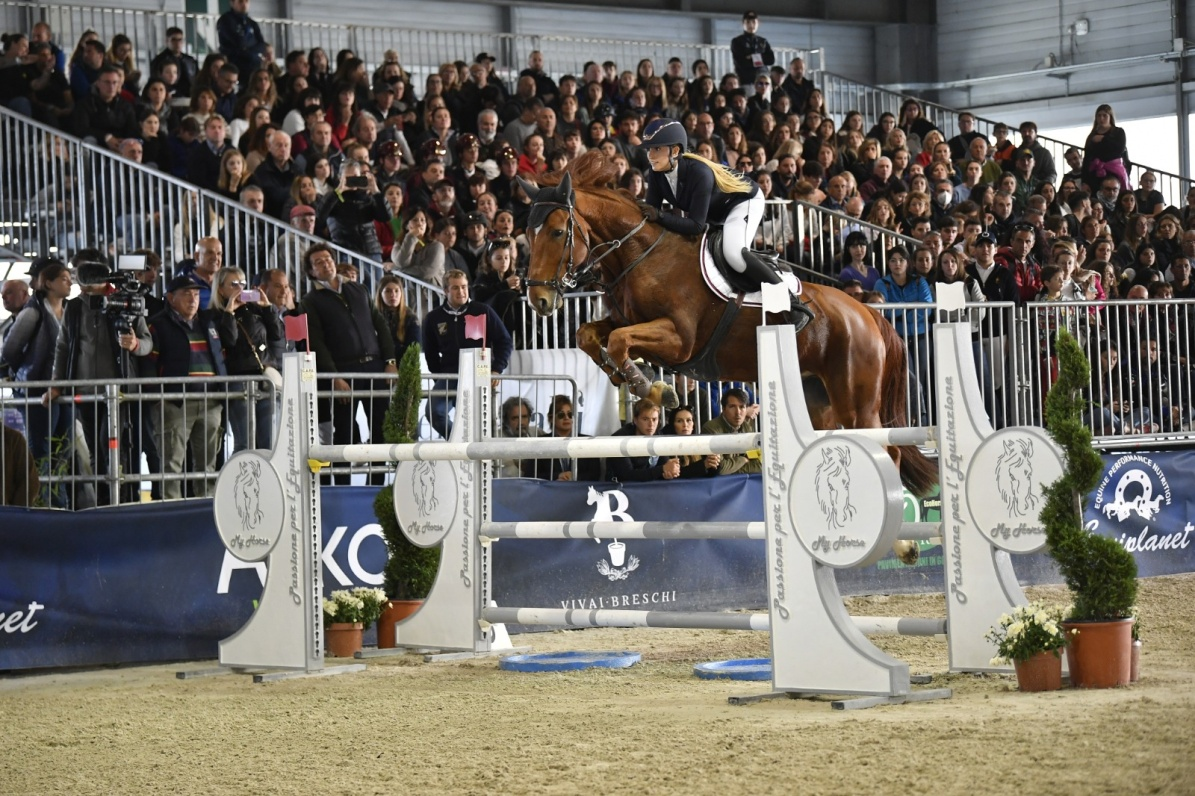 Passione per l'Equitazione
My Horse
Passione per l'Equitazione
My Horse
Passione per l'Equitazione
My Horse
Passione per l'Equitazione
My Horse
B
VIVAI·BRESCHI
EQUINE PERFORMANCE NUTRITION
Equiplanet
net
KO